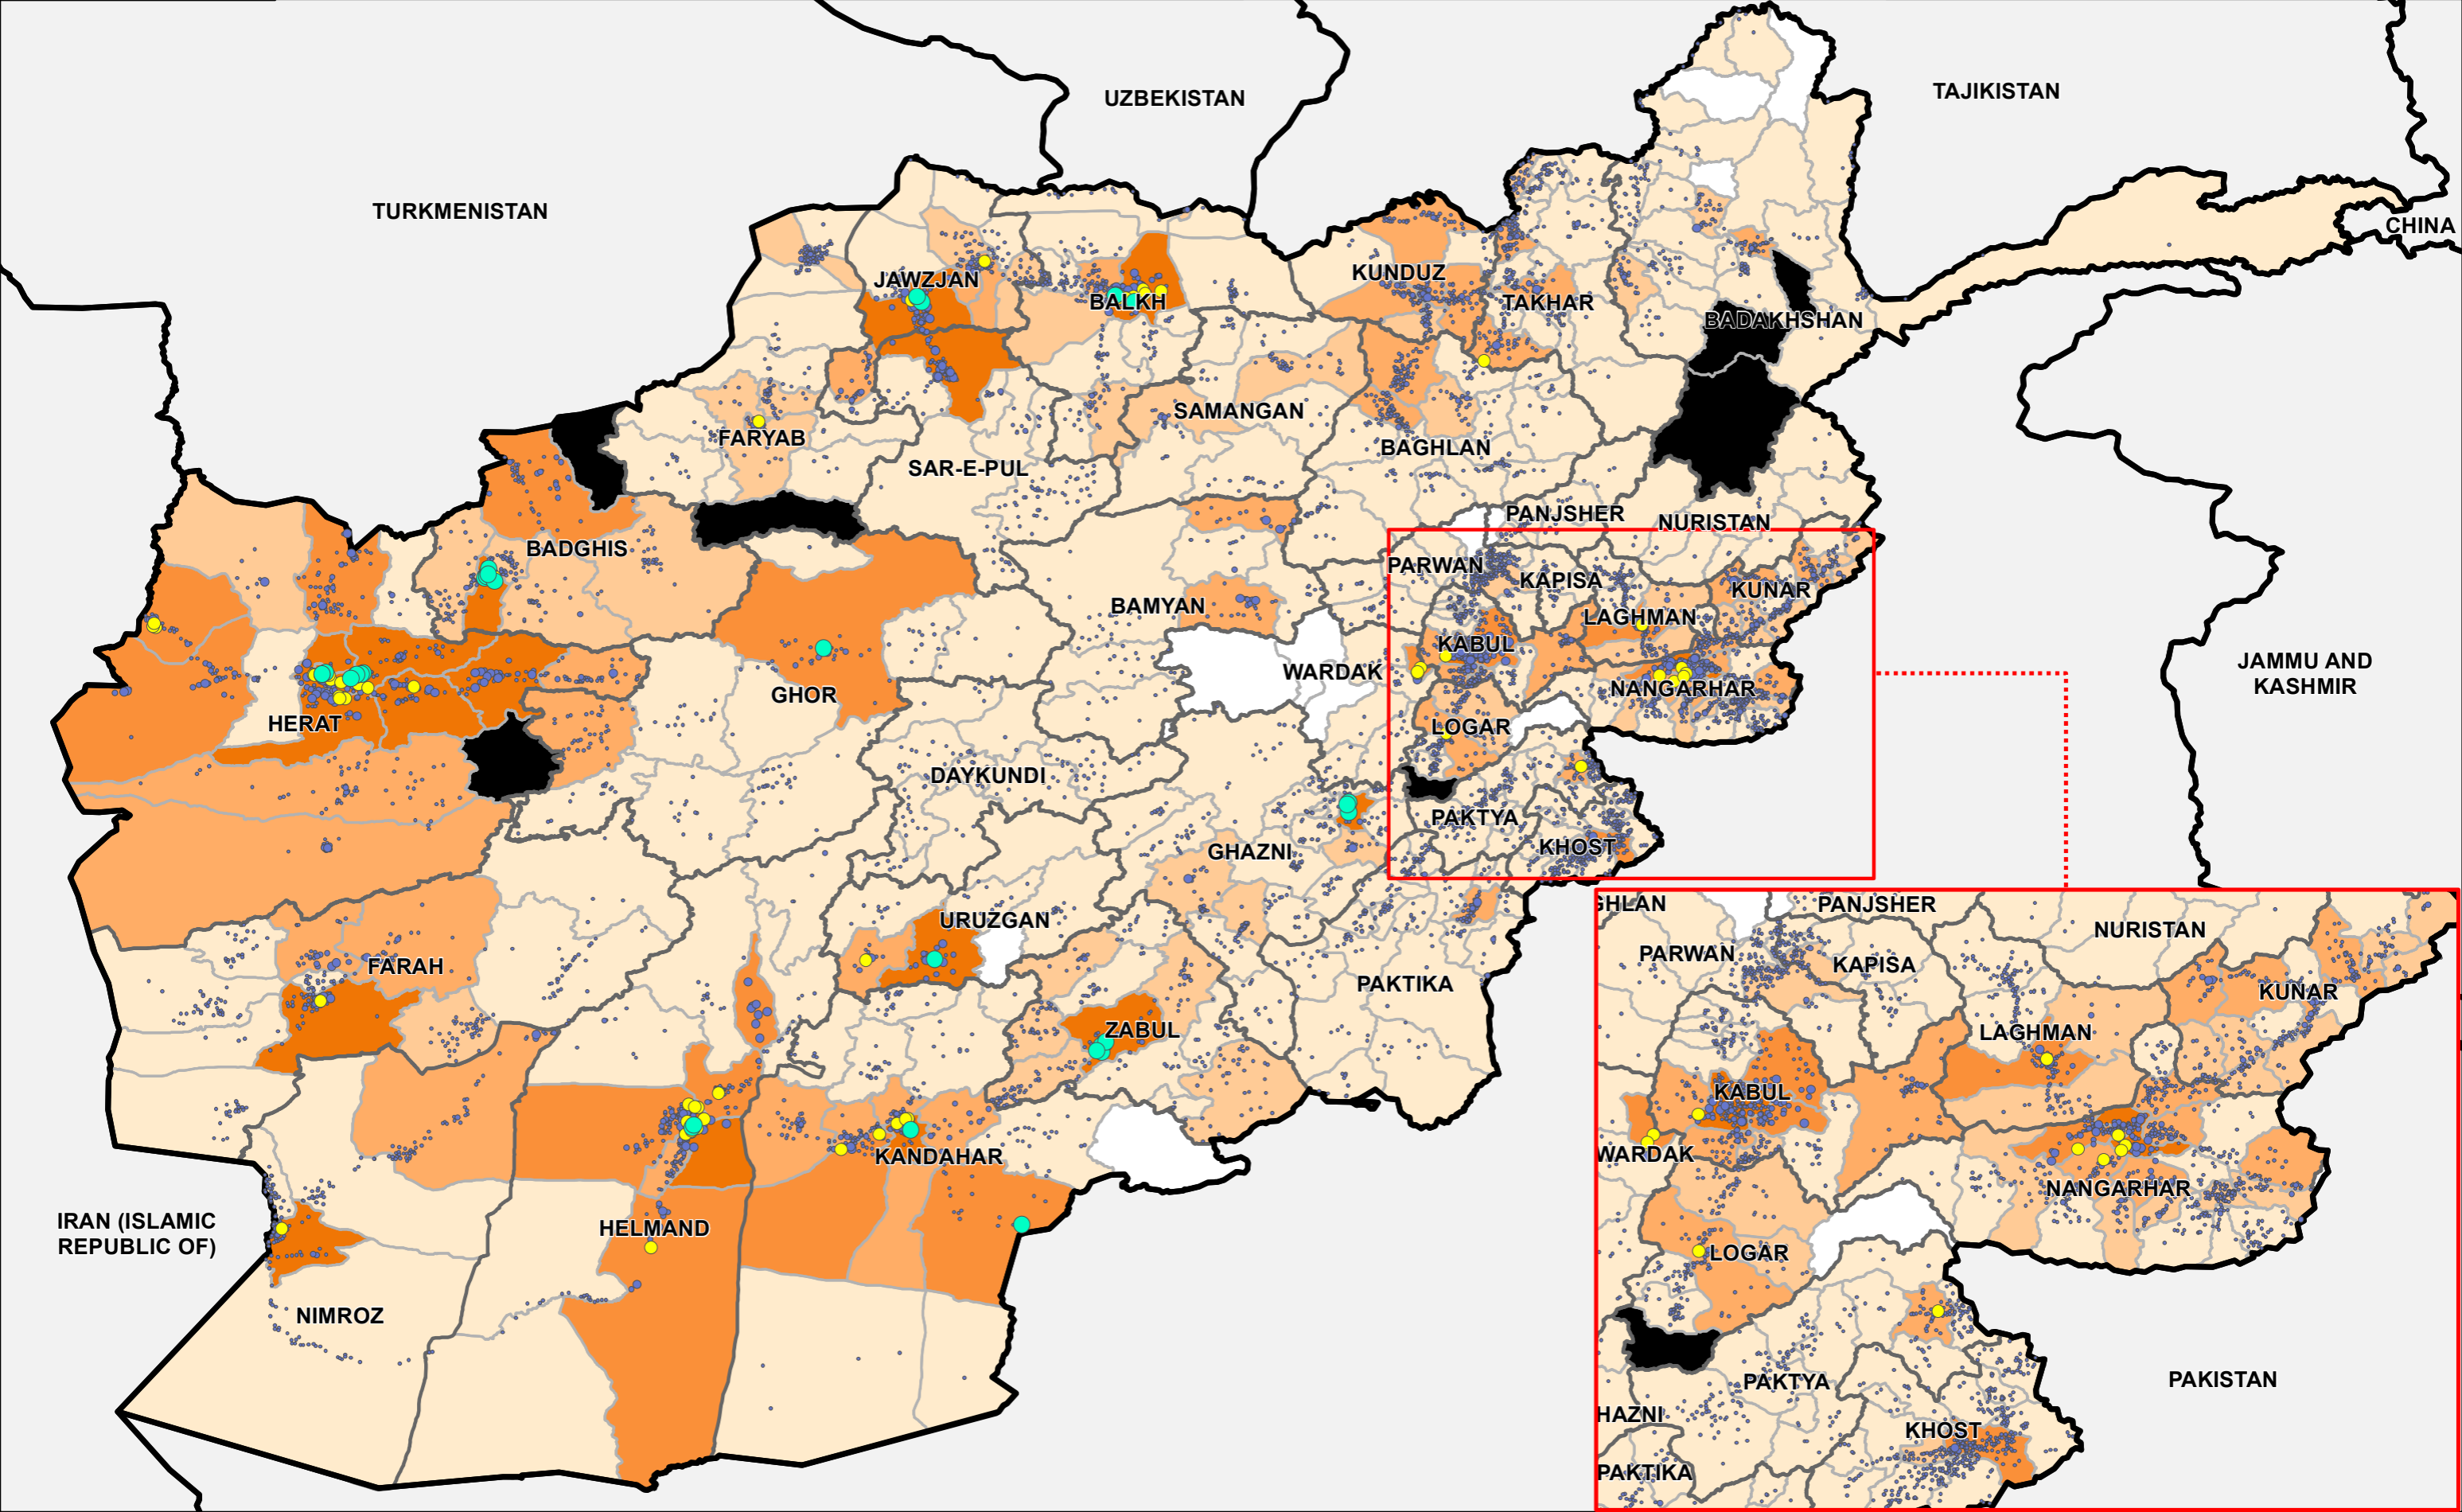 UZBEKISTAN
TAJIKISTAN
TURKMENISTAN
CHINA
JAWZJAN
BALKH
KUNDUZ
TAKHAR
BADAKHSHAN
FARYAB
SAMANGAN
SAR-E-PUL
BAGHLAN
PANJSHER
NURISTAN
BADGHIS
PARWAN
KAPISA
KUNAR
BAMYAN
LAGHMAN
KABUL
WARDAK
NANGARHAR
JAMMU AND
KASHMIR
GHOR
HERAT
LOGAR
DAYKUNDI
PAKTYA
GHAZNI
KHOST
URUZGAN
FARAH
PAKTIKA
ZABUL
KANDAHAR
IRAN (ISLAMIC
REPUBLIC OF)
HELMAND
NIMROZ
GHLAN
PANJSHER
NURISTAN
PARWAN
KAPISA
KUNAR
LAGHMAN
KABUL
WARDAK
NANGARHAR
LOGAR
PAKTYA
PAKISTAN
HAZNI
KHOST
PAKTIKA